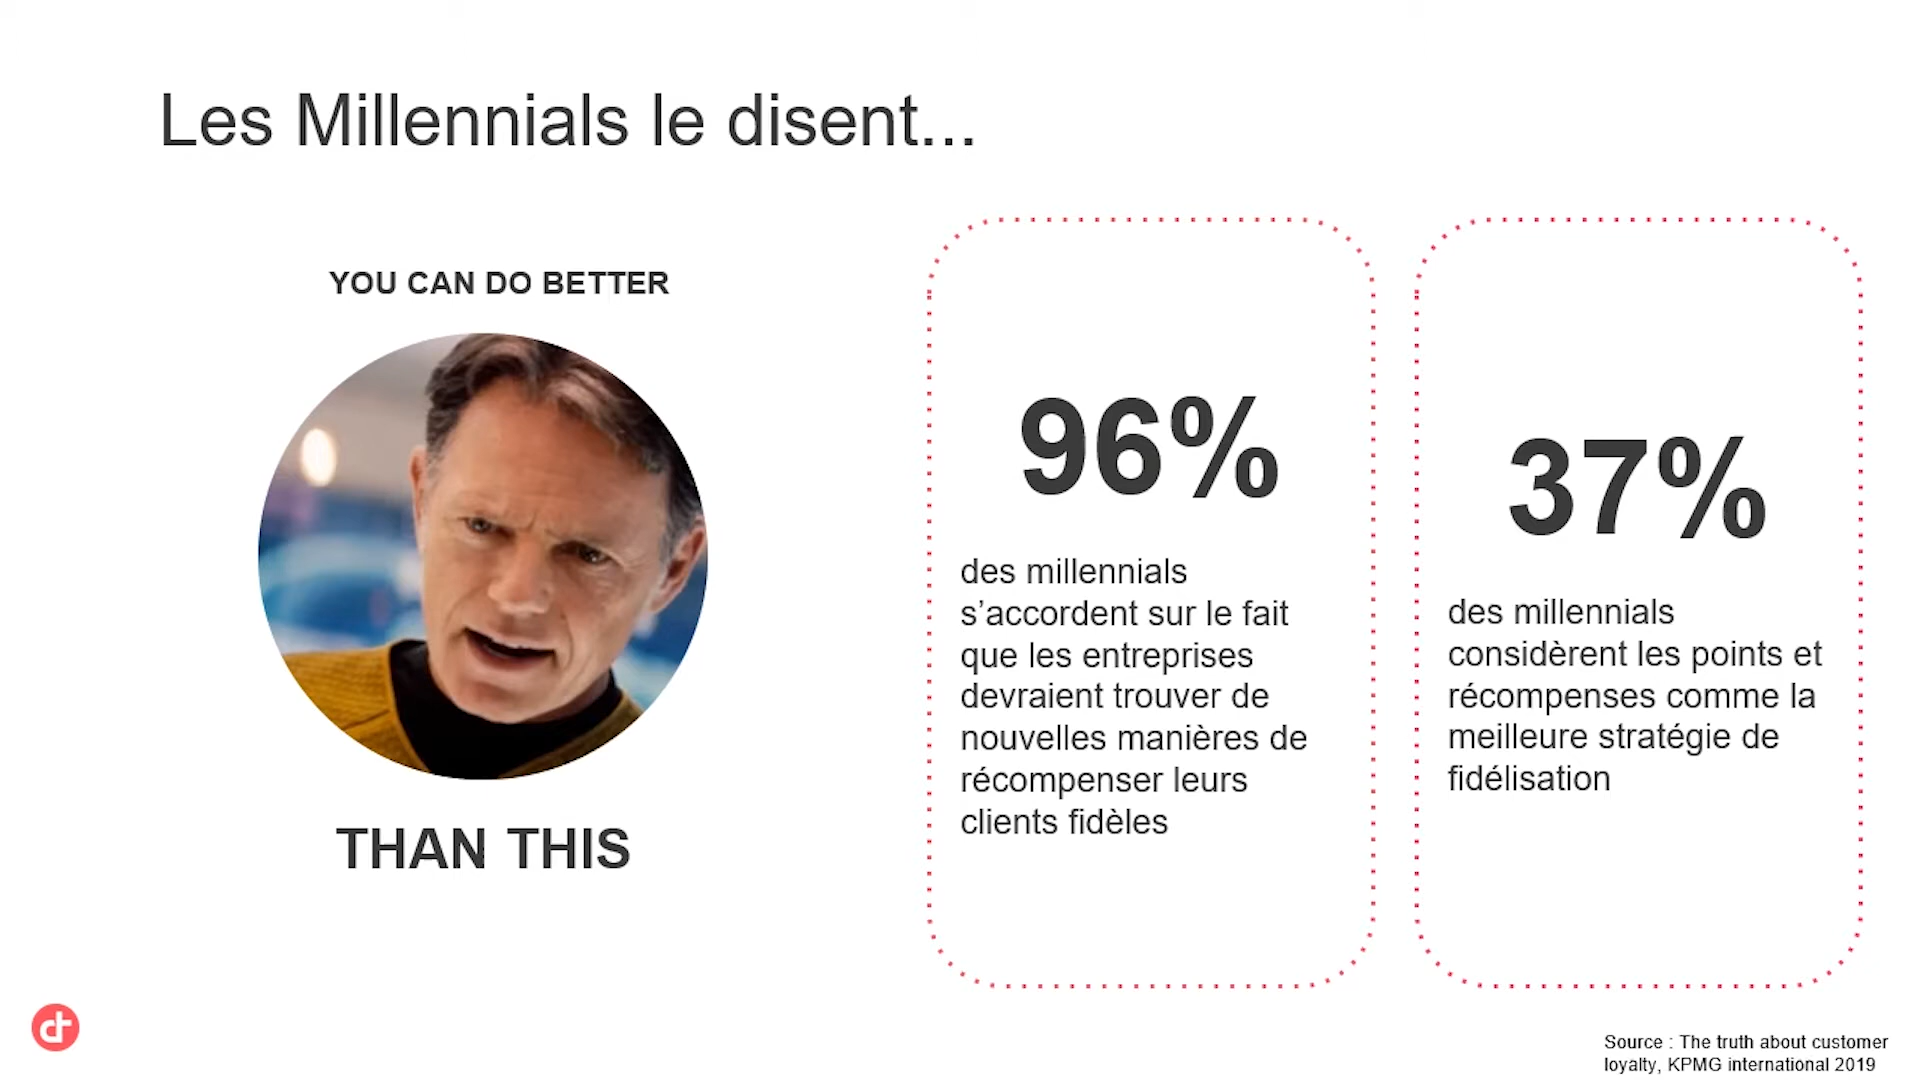 Les Millennials le disent...
YOU CAN DO BETTER
THAN THIS
96%
des millennials
s’accordent sur le fait
que les entreprises
devraient trouver de
nouvelles manières de
récompenser leurs
clients fidèles
37%
des millennials
considèrent les points et
récompenses comme la
meilleure stratégie de
fidélisation
Source : The truth about customer
loyalty, KPMG international 2019